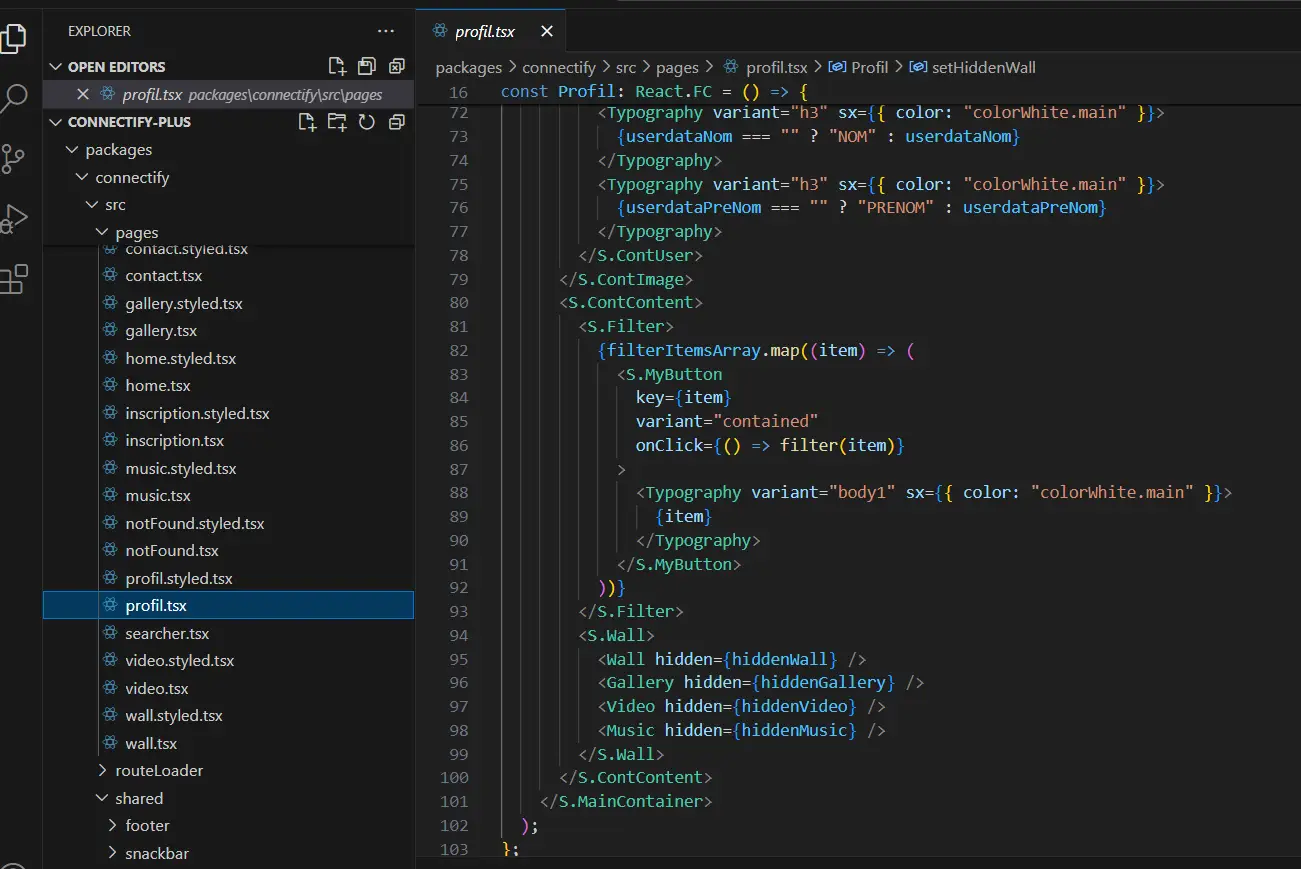 EXPLORER
OPEN EDITORS
profil.tsx packages\connectify\src\pages
CONNECTIFY-PLUS
packages
connectify
src
pages
contact.styled.tsx
contact.tsx
gallery.styled.tsx
gallery.tsx
home.styled.tsx
home.tsx
inscription.styled.tsx
inscription.tsx
music.styled.tsx
music.tsx
notFound.styled.tsx
notFound.tsx
profil.styled.tsx
profil.tsx
searcher.tsx
video.styled.tsx
video.tsx
wall.styled.tsx
wall.tsx
routeLoader
shared
footer
snackbar
profil.tsx
packages > connectify > src > pages > profil.tsx > Profil > setHiddenWall
16 const Profil: React.FC = () => {
72 <Typography variant="h3" sx={{ color: "colorWhite.main" }}>
73 {userdataNom === "" ? "NOM" : userdataNom}
74 </Typography>
75 <Typography variant="h3" sx={{ color: "colorWhite.main" }}>
76 {userdataPreNom === "" ? "PRENOM" : userdataPreNom}
77 </Typography>
78 </S.ContUser>
79 </S.ContImage>
80 <S.ContContent>
81 <S.Filter>
82 {filterItemsArray.map((item) => (
83 <S.MyButton
84 key={item}
85 variant="contained"
86 onClick={() => filter(item)}
87 >
88 <Typography variant="body1" sx={{ color: "colorWhite.main" }}>
89 {item}
90 </Typography>
91 </S.MyButton>
92 ))}
93 </S.Filter>
94 <S.Wall>
95 <Wall hidden={hiddenWall} />
96 <Gallery hidden={hiddenGallery} />
97 <Video hidden={hiddenVideo} />
98 <Music hidden={hiddenMusic} />
99 </S.Wall>
100 </S.ContContent>
101 </S.MainContainer>
102 );
103 };